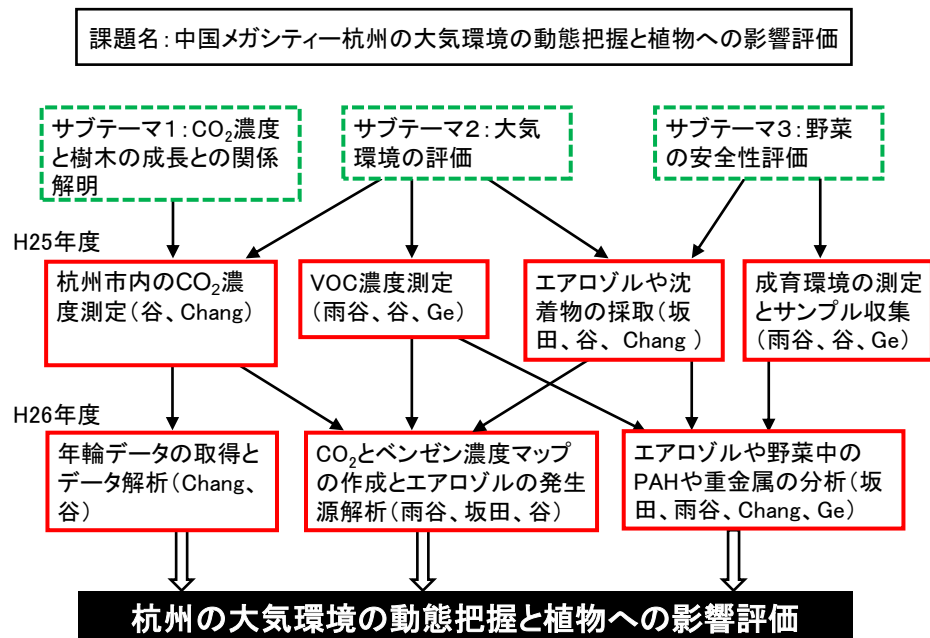 課題名：中国メガシティー杭州の大気環境の動態把握と植物への影響評価
サブテーマ１：CO₂濃度
と樹木の成長との関係
解明
サブテーマ２：大気
環境の評価
サブテーマ３：野菜
の安全性評価
H25年度
杭州市内のCO₂濃
度測定（谷、Chang）
VOC濃度測定
（雨谷、谷、Ge）
エアロゾルや沈
着物の採取（坂
田、谷、 Chang ）
成育環境の測定
とサンプル収集
（雨谷、谷、Ge）
H26年度
年輪データの取得と
データ解析（Chang、
谷）
CO₂とベンゼン濃度マップ
の作成とエアロゾルの発生
源解析（雨谷、坂田、谷）
エアロゾルや野菜中の
PAHや重金属の分析（坂
田、雨谷、Chang、Ge）
杭州の大気環境の動態把握と植物への影響評価